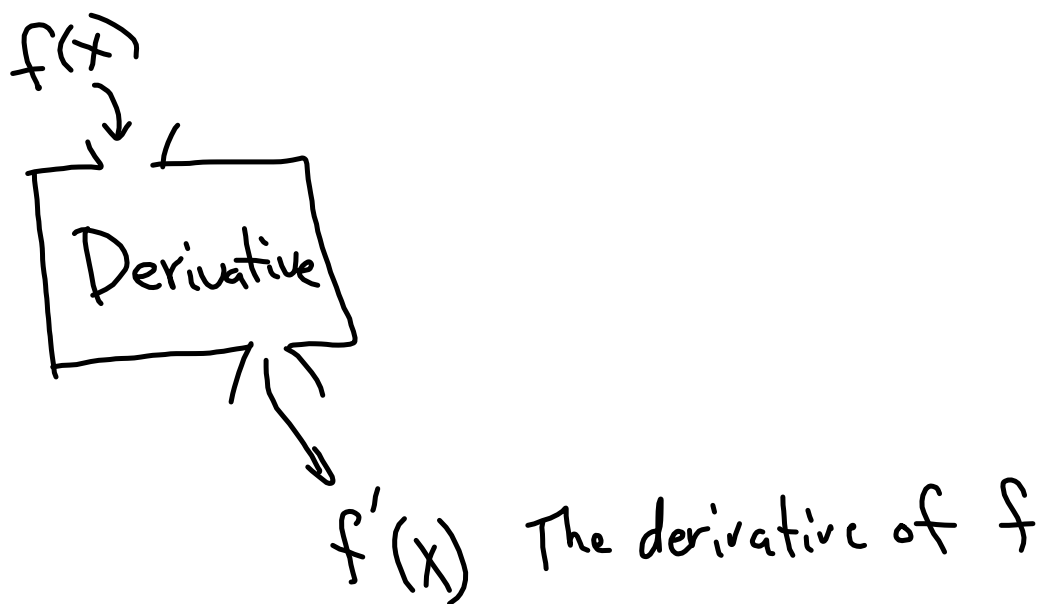 f(x)
Derivative
f'(x) The derivative of f